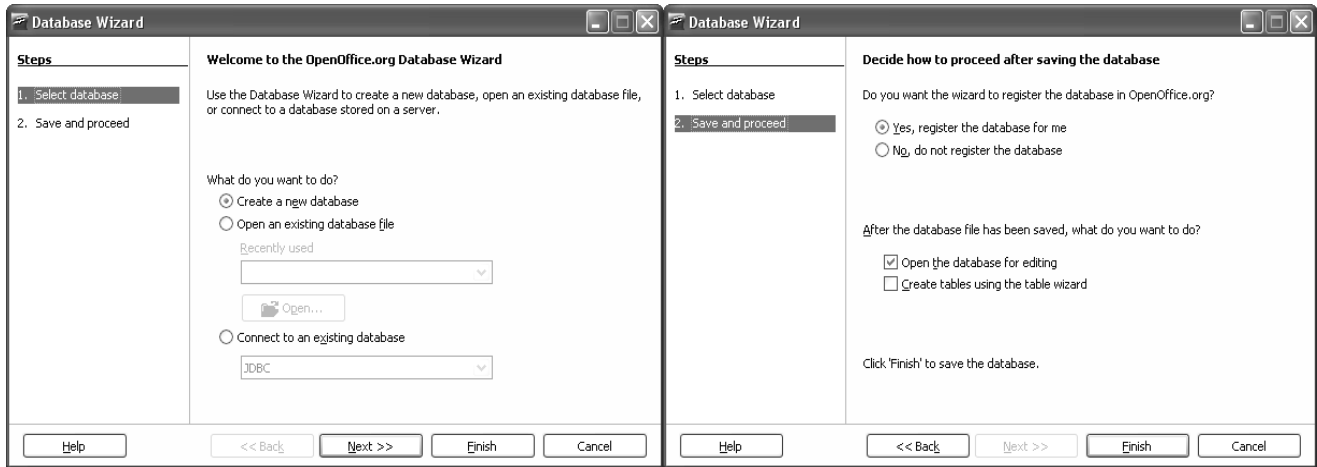 Database Wizard
Steps
1. Select database
2. Save and proceed
Welcome to the OpenOffice.org Database Wizard
Use the Database Wizard to create a new database, open an existing database file,
or connect to a database stored on a server.
What do you want to do?
Create a new database
Open an existing database file
Recently used
Open...
Connect to an existing database
JDBC
Help
<< Back
Next >>
Finish
Cancel
Database Wizard
Steps
1. Select database
2. Save and proceed
Decide how to proceed after saving the database
Do you want the wizard to register the database in OpenOffice.org?
Yes, register the database for me
No, do not register the database
After the database file has been saved, what do you want to do?
Open the database for editing
Create tables using the table wizard
Click 'Finish' to save the database.
Help
<< Back
Next >>
Finish
Cancel